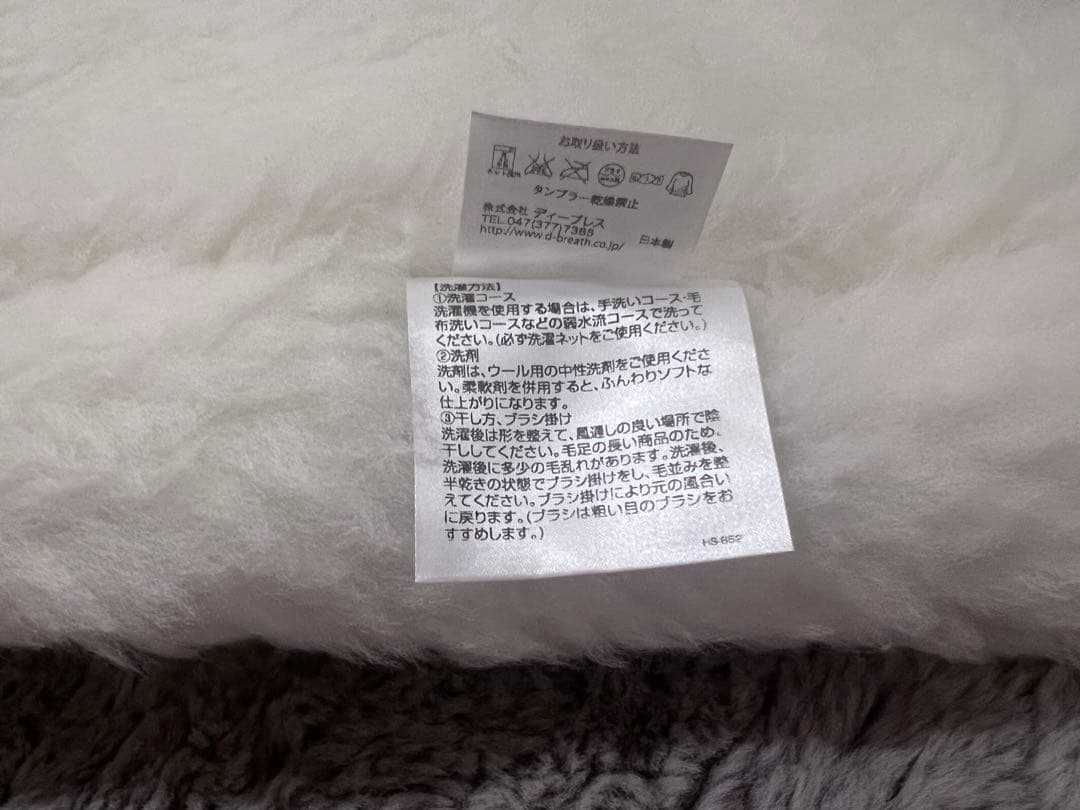 お取り扱い方法
タンブラー乾燥禁止
株式会社 ディーブレス
TEL.047(377)7386
http://www.d-breath.co.jp/ 日本製
【洗濯方法】
①洗濯コース
洗濯機を使用する場合は、手洗いコース・毛
布洗いコースなどの弱水流コースで洗って
ください。(必ず洗濯ネットをご使用ください。)
②洗剤
洗剤は、ウール用の中性洗剤をご使用くださ
い。柔軟剤を併用すると、ふんわりソフトな
仕上がりになります。
③干し方、ブラシ掛け
洗濯後は形を整えて、風通しの良い場所で陰
干ししてください。毛足の長い商品のため、
洗濯後に多少の毛乱れがあります。洗濯後、
半乾きの状態でブラシ掛けをし、毛並みを整
えてください。ブラシ掛けにより元の風合い
に戻ります。(ブラシは粗い目のブラシをお
すすめします。)
HS-852